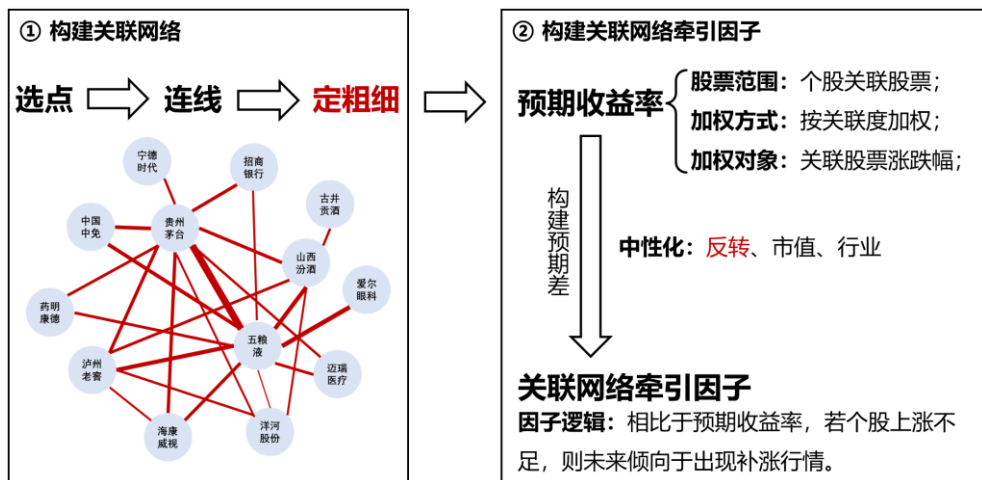 ① 构建关联网络
选点
连线
定粗细
宁德
时代
招商
银行
古井
贡酒
中国
中免
贵州
茅台
山西
汾酒
爱尔
眼科
药明
康德
五粮
液
泸州
老窖
迈瑞
医疗
海康
威视
洋河
股份
② 构建关联网络牵引因子
预期收益率
股票范围：个股关联股票；
加权方式：按关联度加权；
加权对象：关联股票涨跌幅；
构建预期差
中性化：反转、市值、行业
关联网络牵引因子
因子逻辑：相比于预期收益率，若个股上涨不
足，则未来倾向于出现补涨行情。